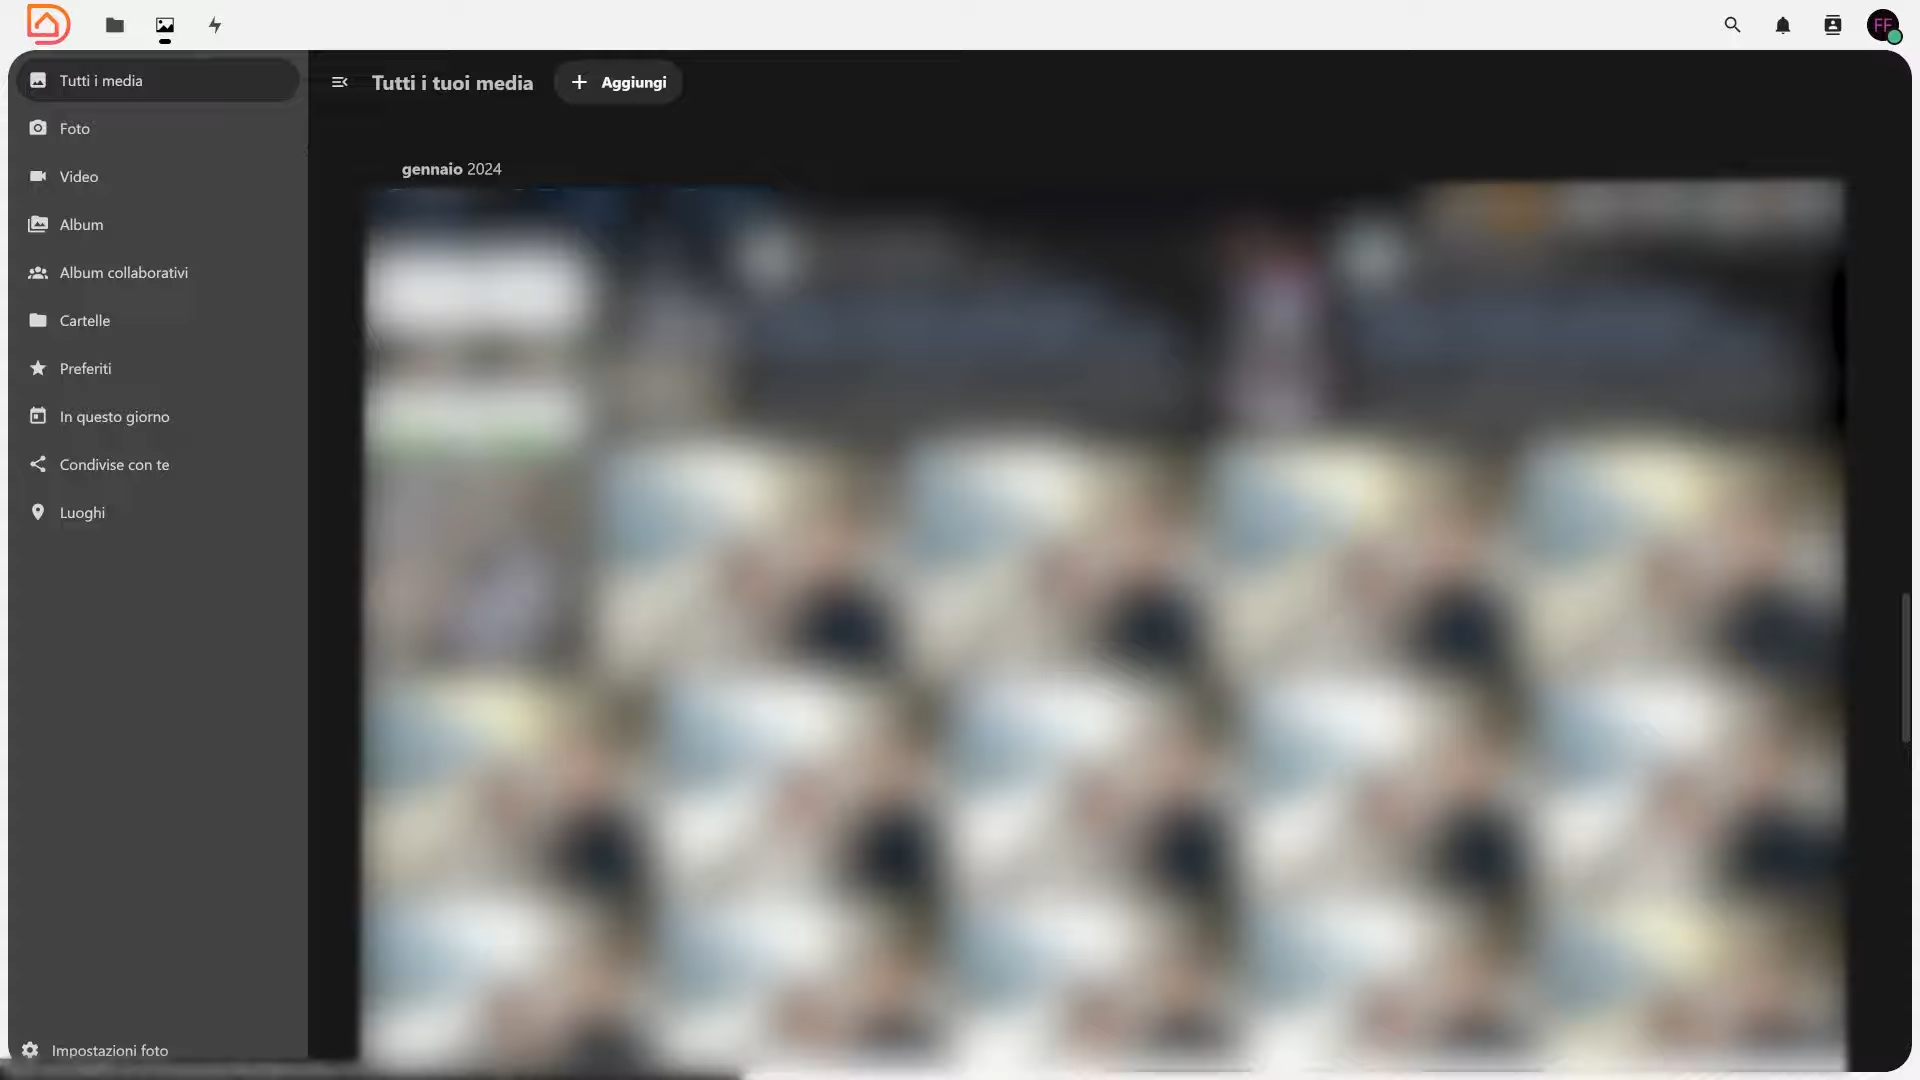 FF
Tutti i media
Foto
Video
Album
Album collaborativi
Cartelle
Preferiti
In questo giorno
Condivise con te
Luoghi
Impostazioni foto
Tutti i tuoi media
Aggiungi
gennaio 2024